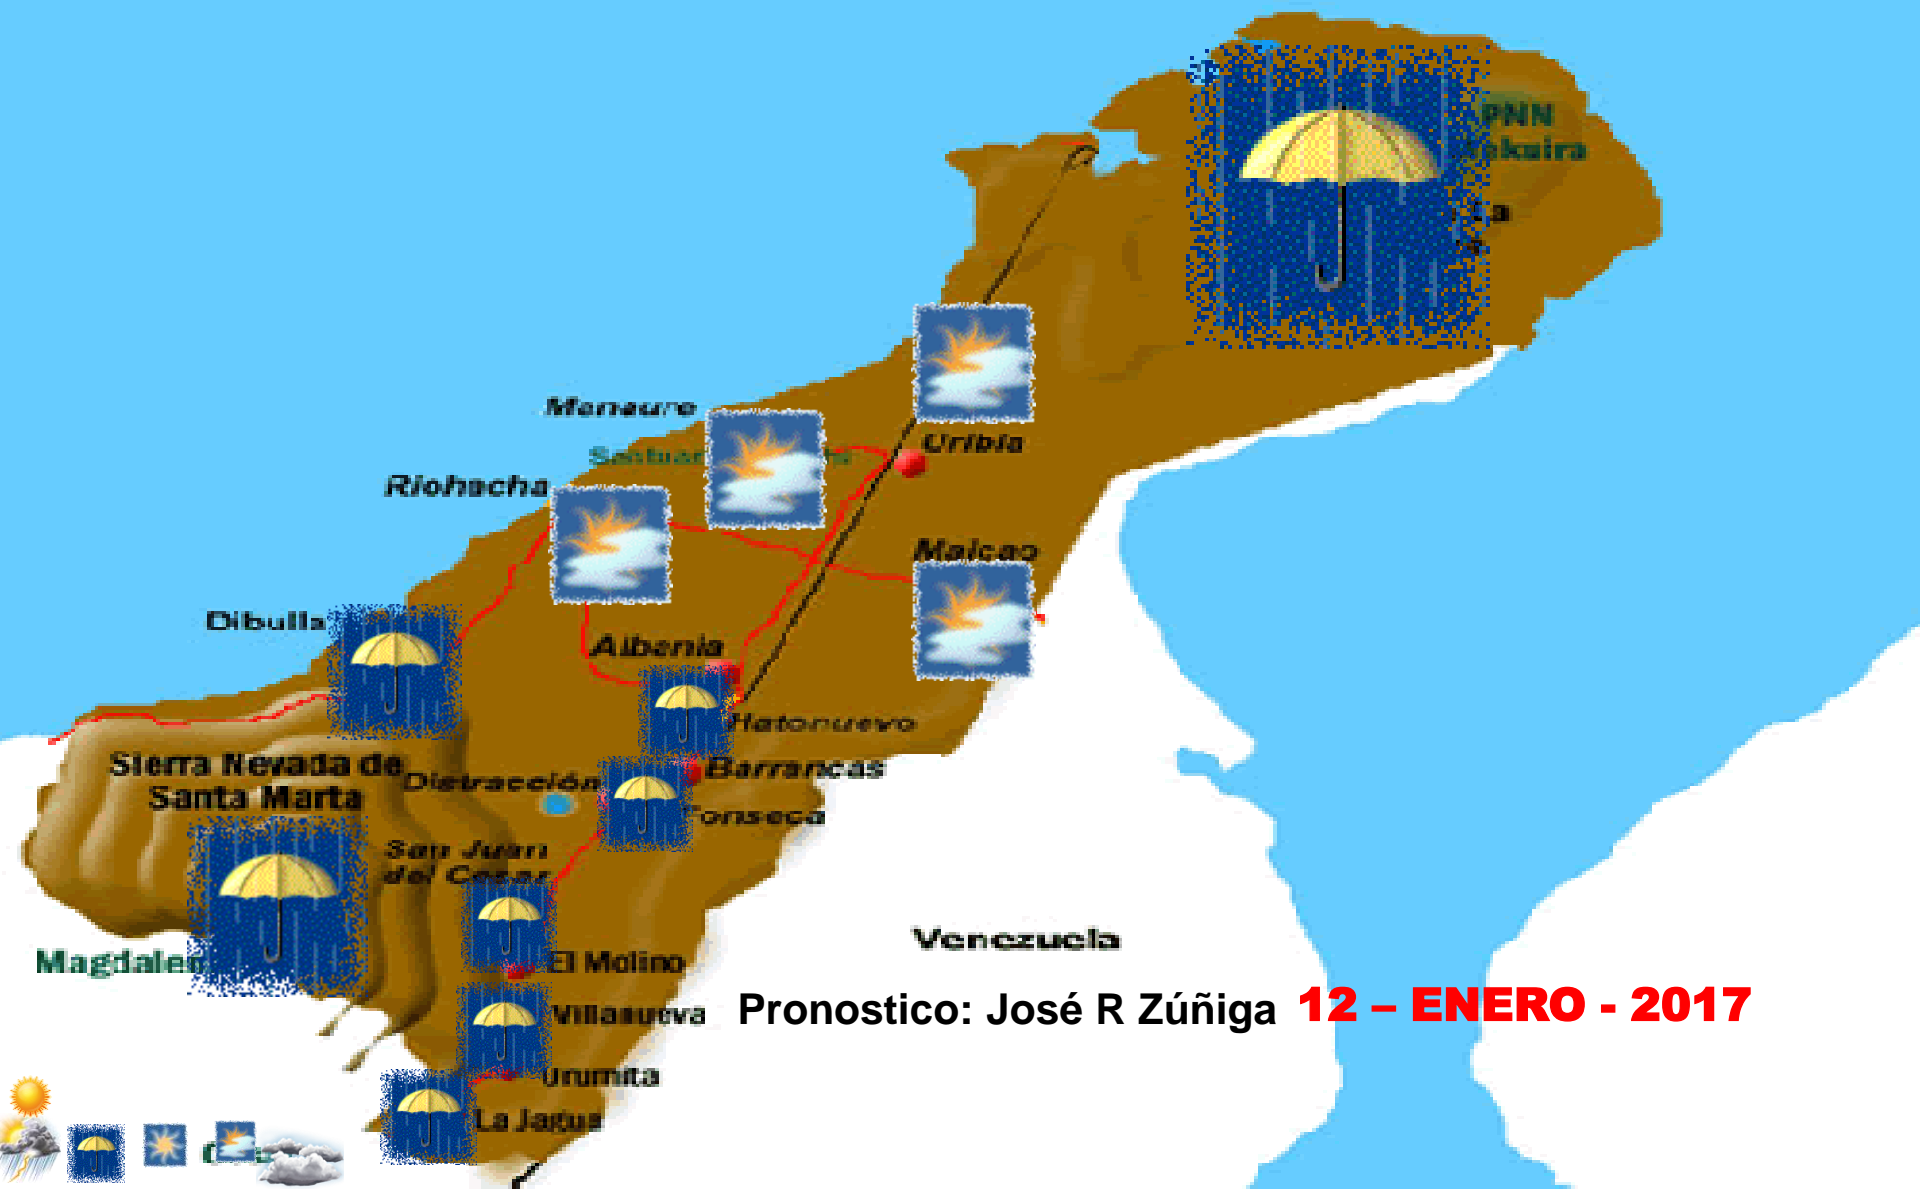 PNN
Manaure
Uribia
Riohacha
Maicao
Dibulla
Albania
Hatonuevo
Barrancas
Distracción
Fonseca
Sierra Nevada de
Santa Marta
San Juan
del Cesar
El Molino
Venezuela
Villanueva
Pronostico: José R Zúñiga 12 – ENERO - 2017
Urumita
La Jagua